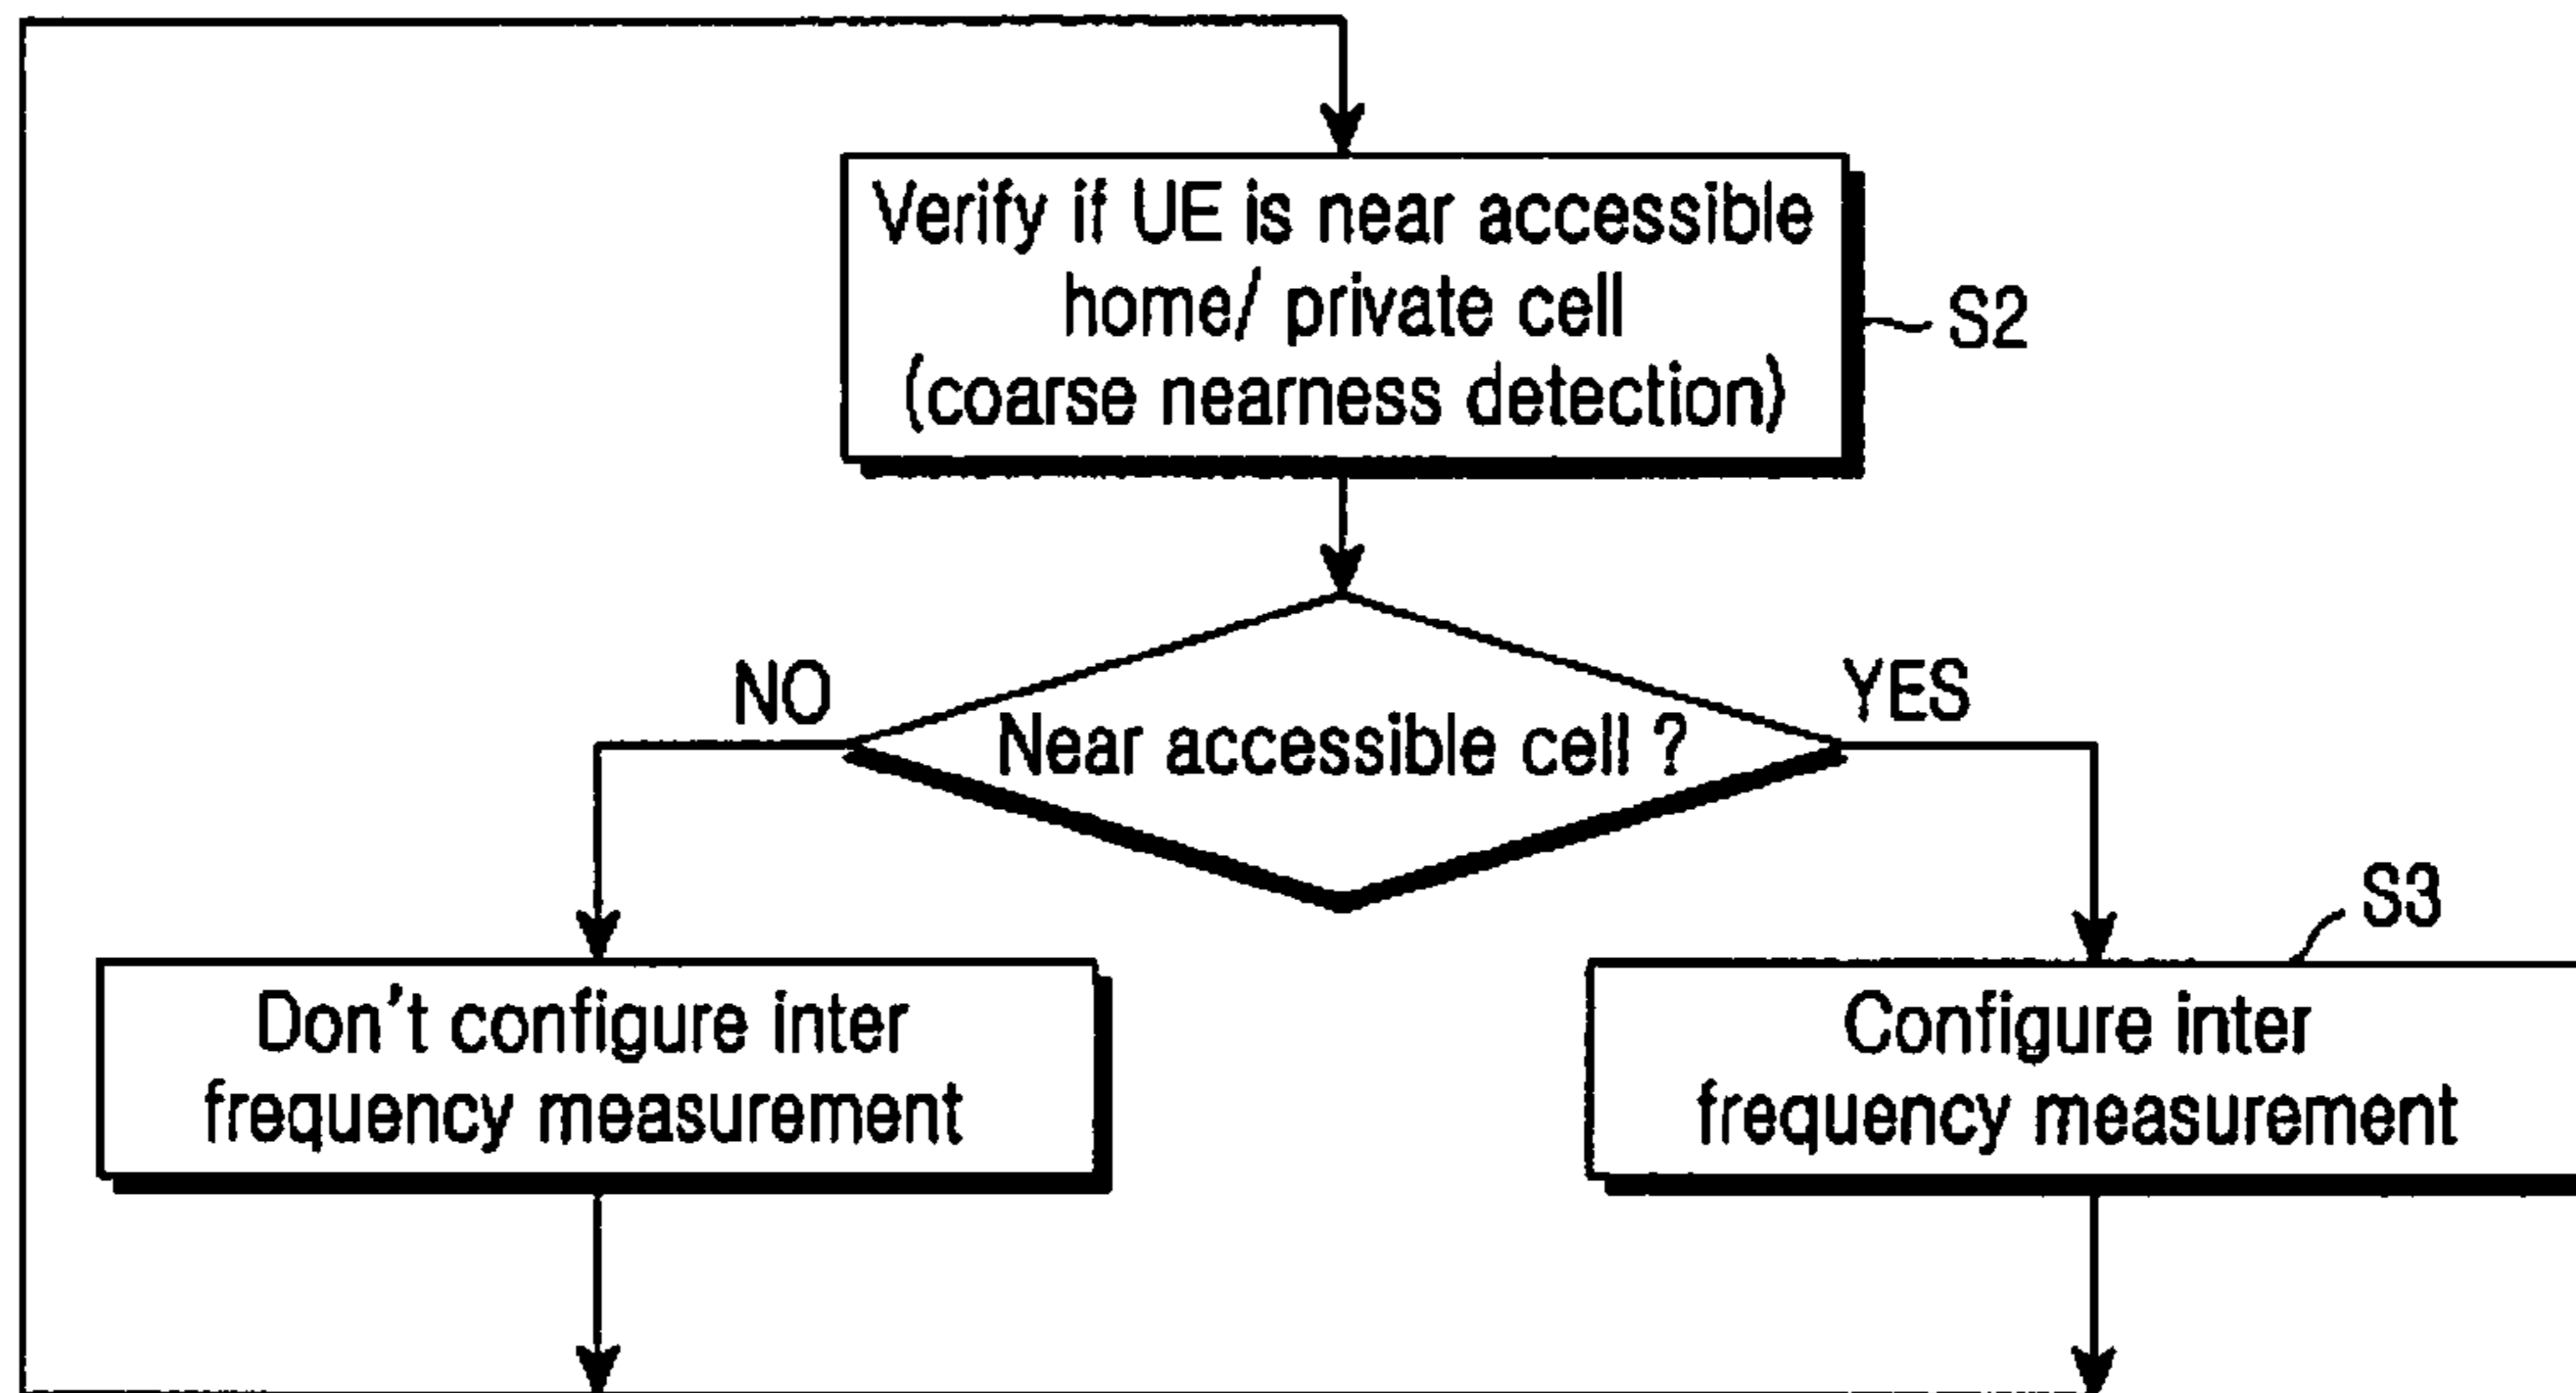 Verify if UE is near accessible
home/ private cell
(coarse nearness detection)
S2
NO
YES
Near accessible cell ?
S3
Don't configure inter
frequency measurement
Configure inter
frequency measurement